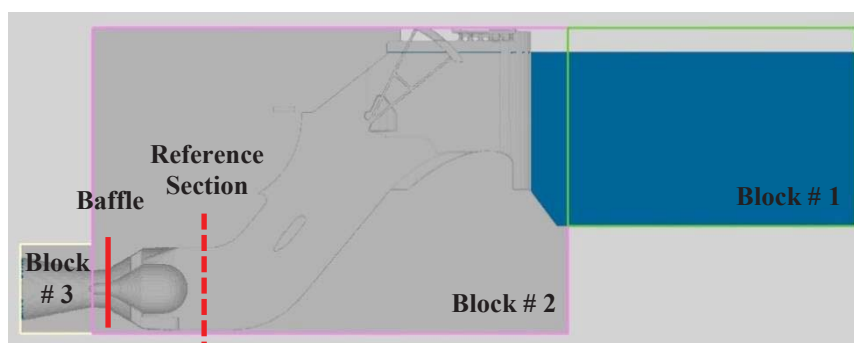 Reference
Section
Baffle
Block # 1
Block
# 3
Block # 2